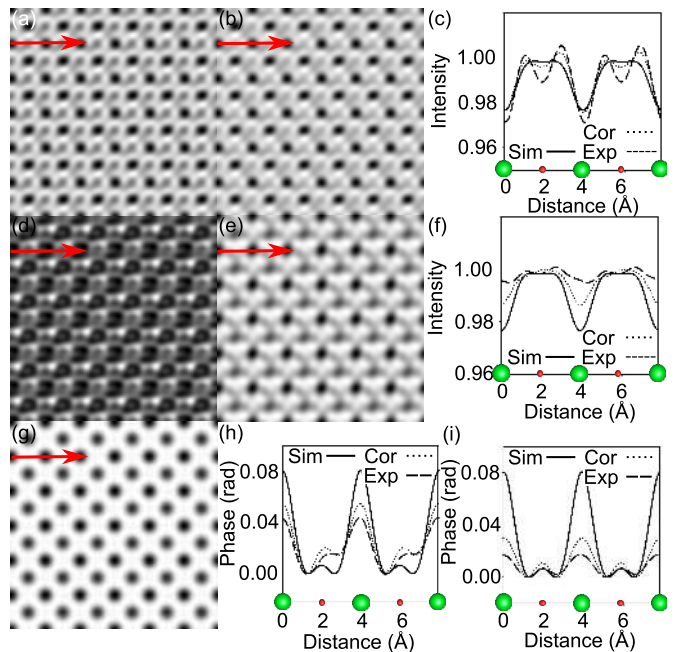 (a)
(b)
(c)
Intensity
1.00
0.98
0.96
Cor
Sim Exp
0 2 4 6
Distance (Å)
(d)
(e)
(f)
Intensity
1.00
0.98
0.96
Cor
Sim Exp
0 2 4 6
Distance (Å)
(g)
(h)
Phase (rad)
0.08
0.04
0.00
Sim Cor
Exp
0 2 4 6
Distance (Å)
(i)
Phase (rad)
0.08
0.04
0.00
Sim Cor
Exp
0 2 4 6
Distance (Å)